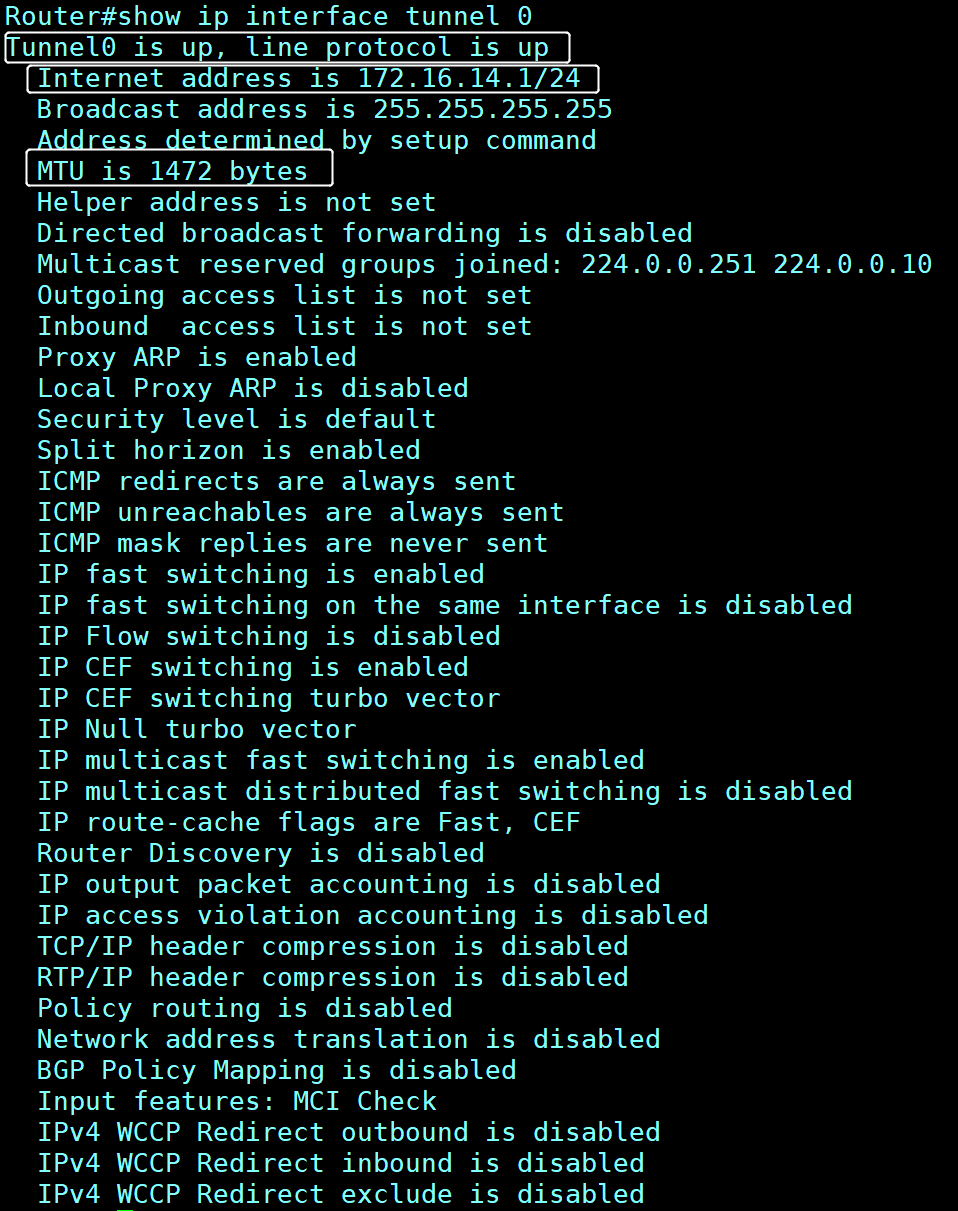 Router#show ip interface tunnel 0
Tunnel0 is up, line protocol is up
  Internet address is 172.16.14.1/24
  Broadcast address is 255.255.255.255
  Address determined by setup command
  MTU is 1472 bytes
  Helper address is not set
  Directed broadcast forwarding is disabled
  Multicast reserved groups joined: 224.0.0.251 224.0.0.10
  Outgoing access list is not set
  Inbound  access list is not set
  Proxy ARP is enabled
  Local Proxy ARP is disabled
  Security level is default
  Split horizon is enabled
  ICMP redirects are always sent
  ICMP unreachables are always sent
  ICMP mask replies are never sent
  IP fast switching is enabled
  IP fast switching on the same interface is disabled
  IP Flow switching is disabled
  IP CEF switching is enabled
  IP CEF switching turbo vector
  IP Null turbo vector
  IP multicast fast switching is enabled
  IP multicast distributed fast switching is disabled
  IP route-cache flags are Fast, CEF
  Router Discovery is disabled
  IP output packet accounting is disabled
  IP access violation accounting is disabled
  TCP/IP header compression is disabled
  RTP/IP header compression is disabled
  Policy routing is disabled
  Network address translation is disabled
  BGP Policy Mapping is disabled
  Input features: MCI Check
  IPv4 WCCP Redirect outbound is disabled
  IPv4 WCCP Redirect inbound is disabled
  IPv4 WCCP Redirect exclude is disabled